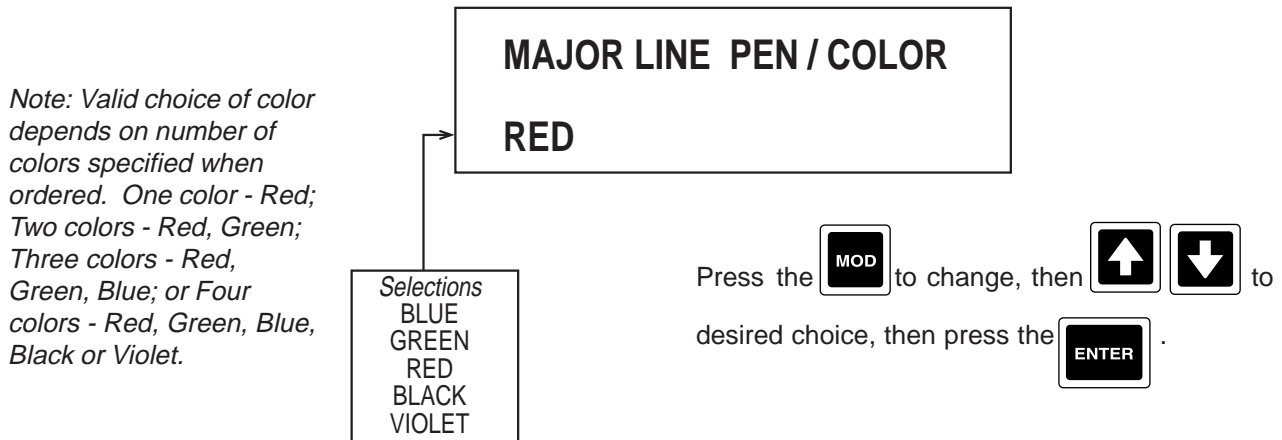 MAJOR LINE PEN / COLOR
RED
Note: Valid choice of color
depends on number of
colors specified when
ordered. One color - Red;
Two colors - Red, Green;
Three colors - Red,
Green, Blue; or Four
colors - Red, Green, Blue,
Black or Violet.
Selections
BLUE
GREEN
RED
BLACK
VIOLET
Press the MOD to change, then to
desired choice, then press the ENTER .